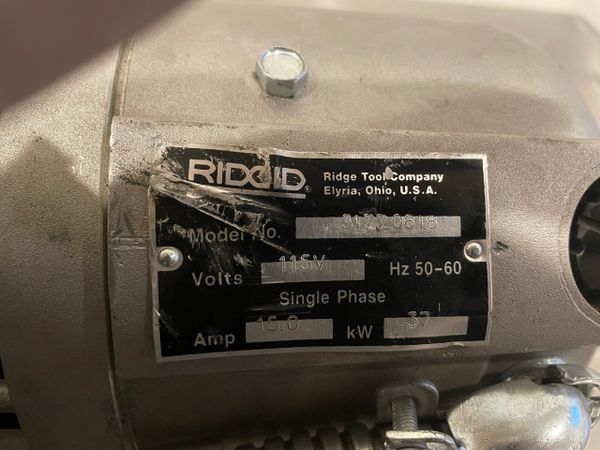 RIDGID® Ridge Tool Company
Elyria, Ohio, U.S.A.
Model No.
Volts 115V Hz 50-60
Single Phase
Amp 15.0 kW .37